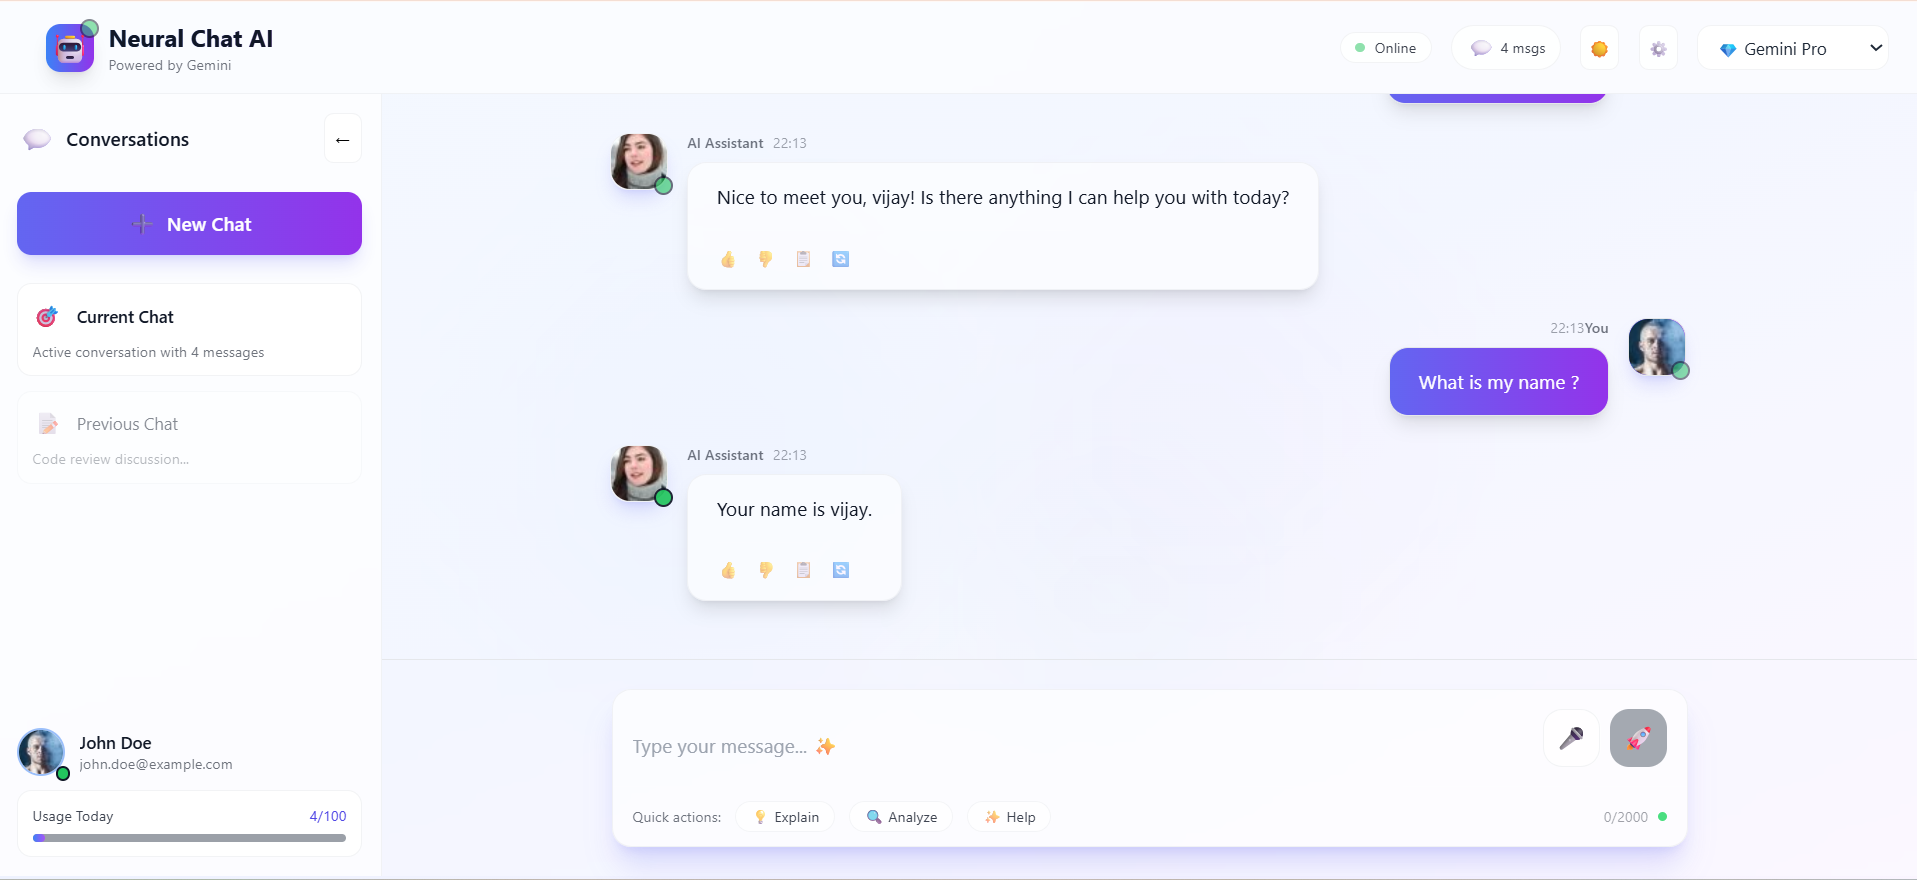 Neural Chat AI
Powered by Gemini
Online
4 msgs
Gemini Pro
Conversations
←
New Chat
Current Chat
Active conversation with 4 messages
Previous Chat
Code review discussion...
John Doe
john.doe@example.com
Usage Today 4/100
AI Assistant 22:13
Nice to meet you, vijay! Is there anything I can help you with today?
22:13You
What is my name ?
AI Assistant 22:13
Your name is vijay.
Type your message... ✨
Quick actions: 💡 Explain 🔍 Analyze ✨ Help 0/2000